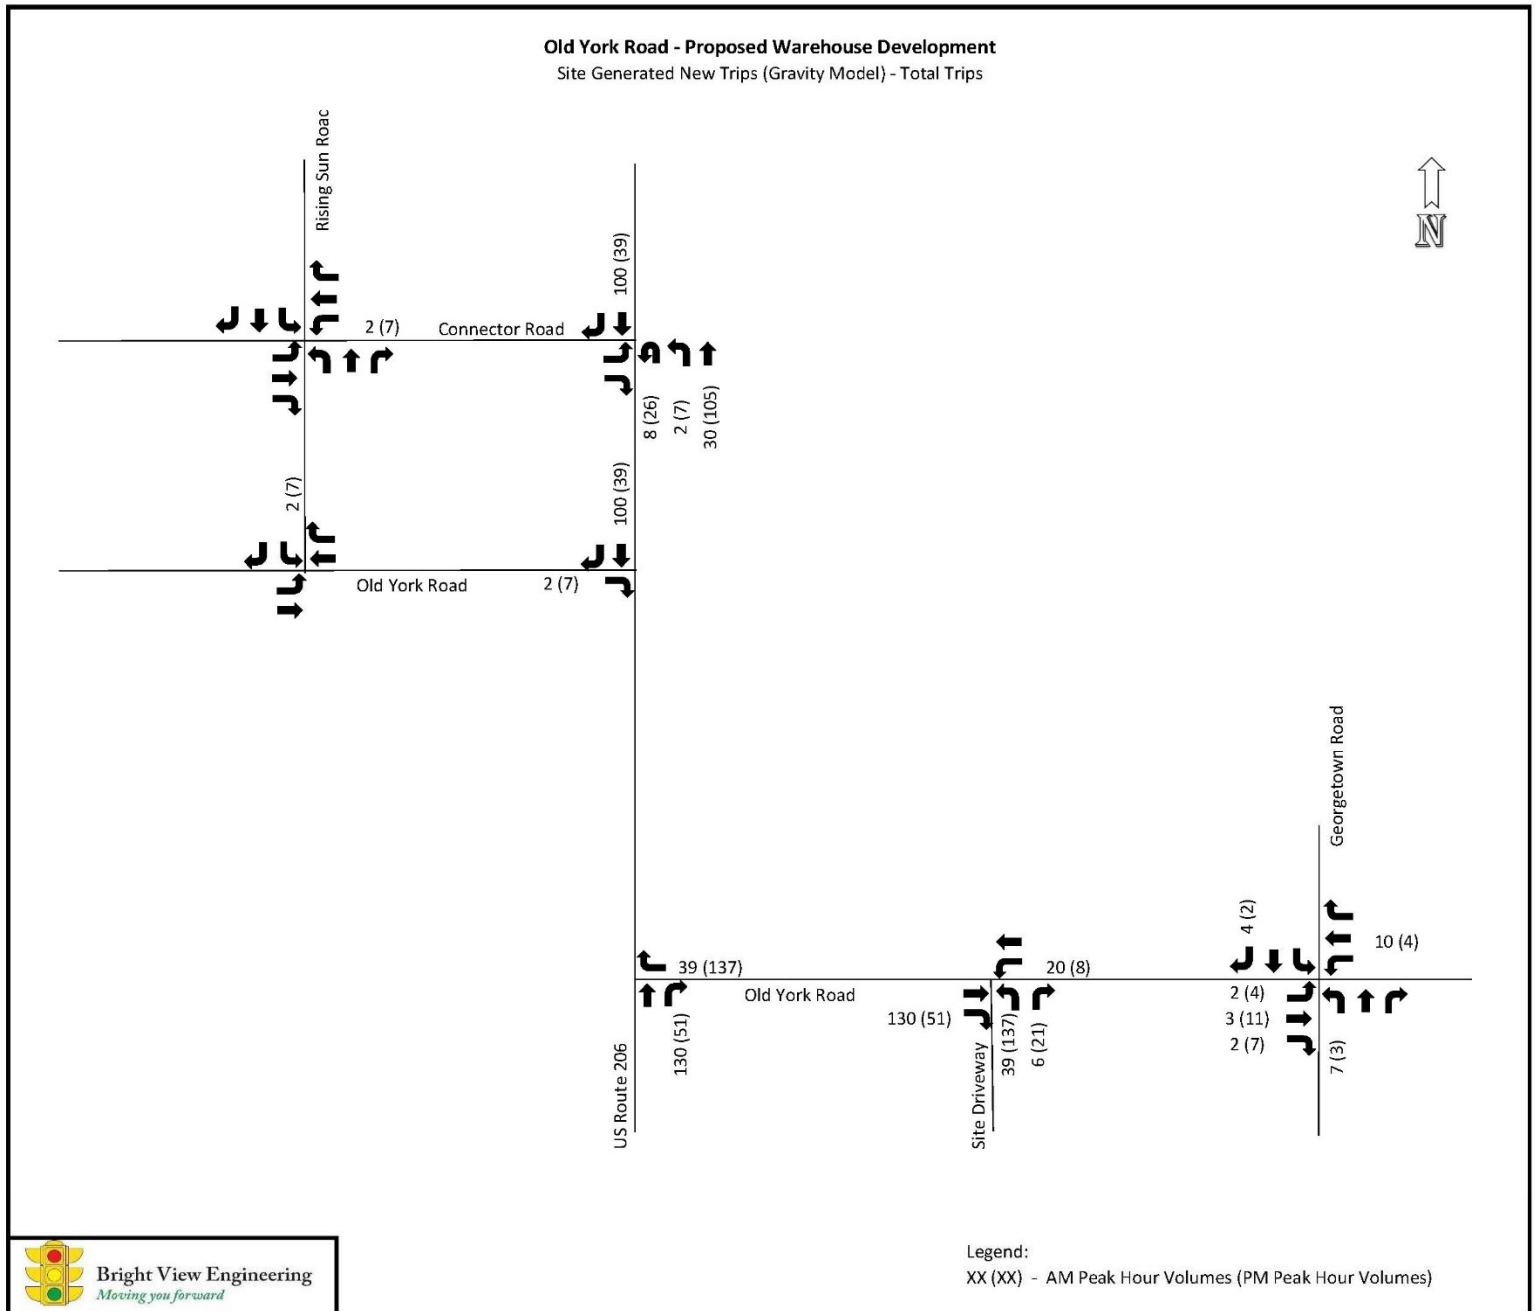 Old York Road - Proposed Warehouse Development
Site Generated New Trips (Gravity Model) - Total Trips
Rising Sun Roac
N
100 (39)
2 (7)
Connector Road
8 (26)
2 (7)
30 (105)
2 (7)
100 (39)
Old York Road
2 (7)
Georgetown Road
4 (2)
10 (4)
39 (137)
20 (8)
Old York Road
2 (4)
130 (51)
3 (11)
2 (7)
130 (51)
39 (137)
6 (21)
7 (3)
US Route 206
Site Driveway
Legend:
XX (XX) - AM Peak Hour Volumes (PM Peak Hour Volumes)
Bright View Engineering
Moving you forward